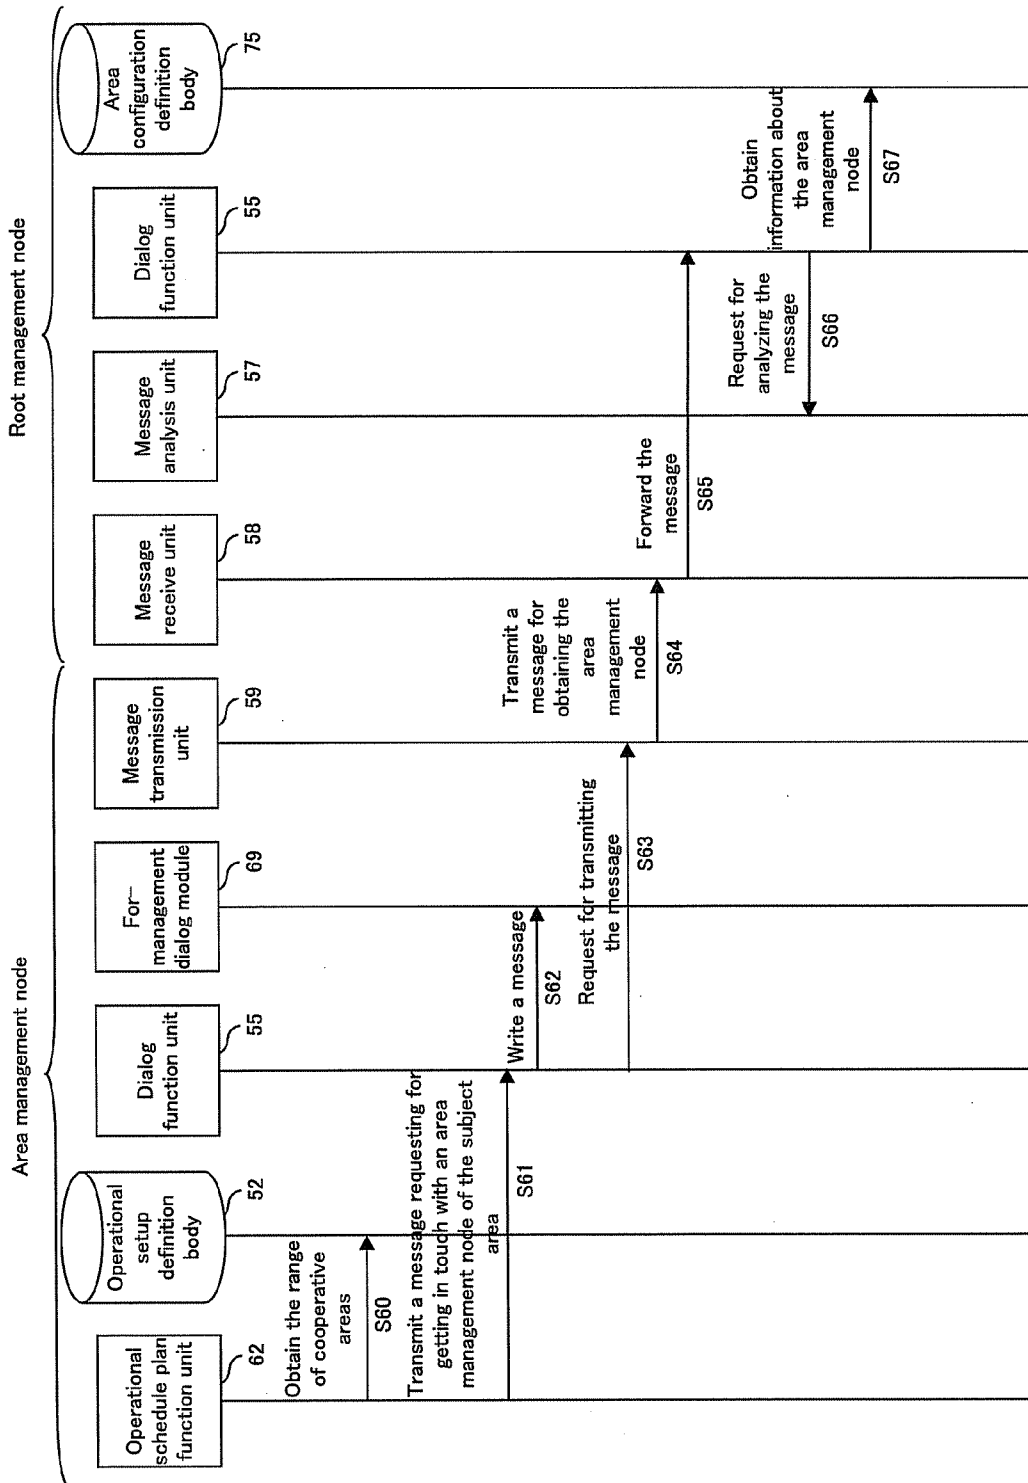 Area management node
Root management node
Operational
schedule plan
function unit
62
Operational
setup
definition
body
52
Dialog
function unit
55
For–
management
dialog module
69
Message
transmission
unit
59
Message
receive unit
58
Message
analysis unit
57
Dialog
function unit
55
Area
configuration
definition
body
75
Obtain the range
of cooperative
areas
S60
Transmit a message requesting for
getting in touch with an area
management node of the subject
area
S61
Write a message
S62
Request for transmitting
the message
S63
Transmit a
message for
obtaining the
area
management
node
S64
Forward the
message
S65
Request for
analyzing the
message
S66
Obtain
information about
the area
management
node
S67